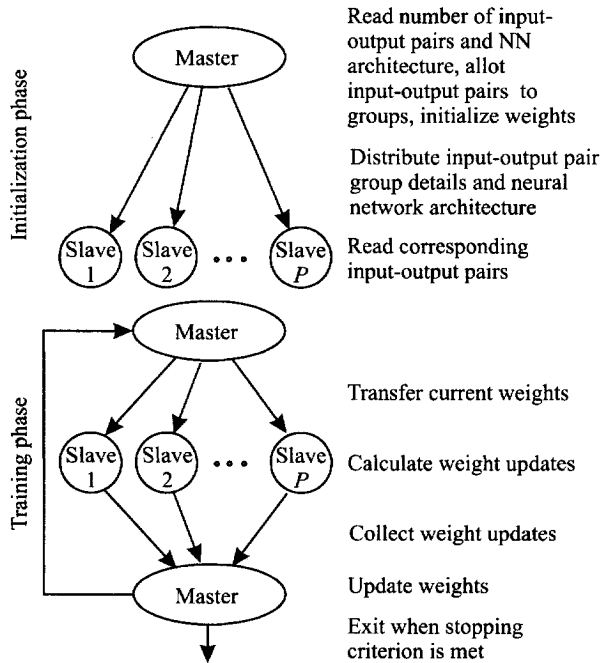 Initialization phase
Master
Read number of input-
output pairs and NN
architecture, allot
input-output pairs to
groups, initialize weights
Distribute input-output pair
group details and neural
network architecture
Slave
1
Slave
2
Slave
P
Read corresponding
input-output pairs
Training phase
Master
Transfer current weights
Slave
1
Slave
2
Slave
P
Calculate weight updates
Collect weight updates
Master
Update weights
Exit when stopping
criterion is met